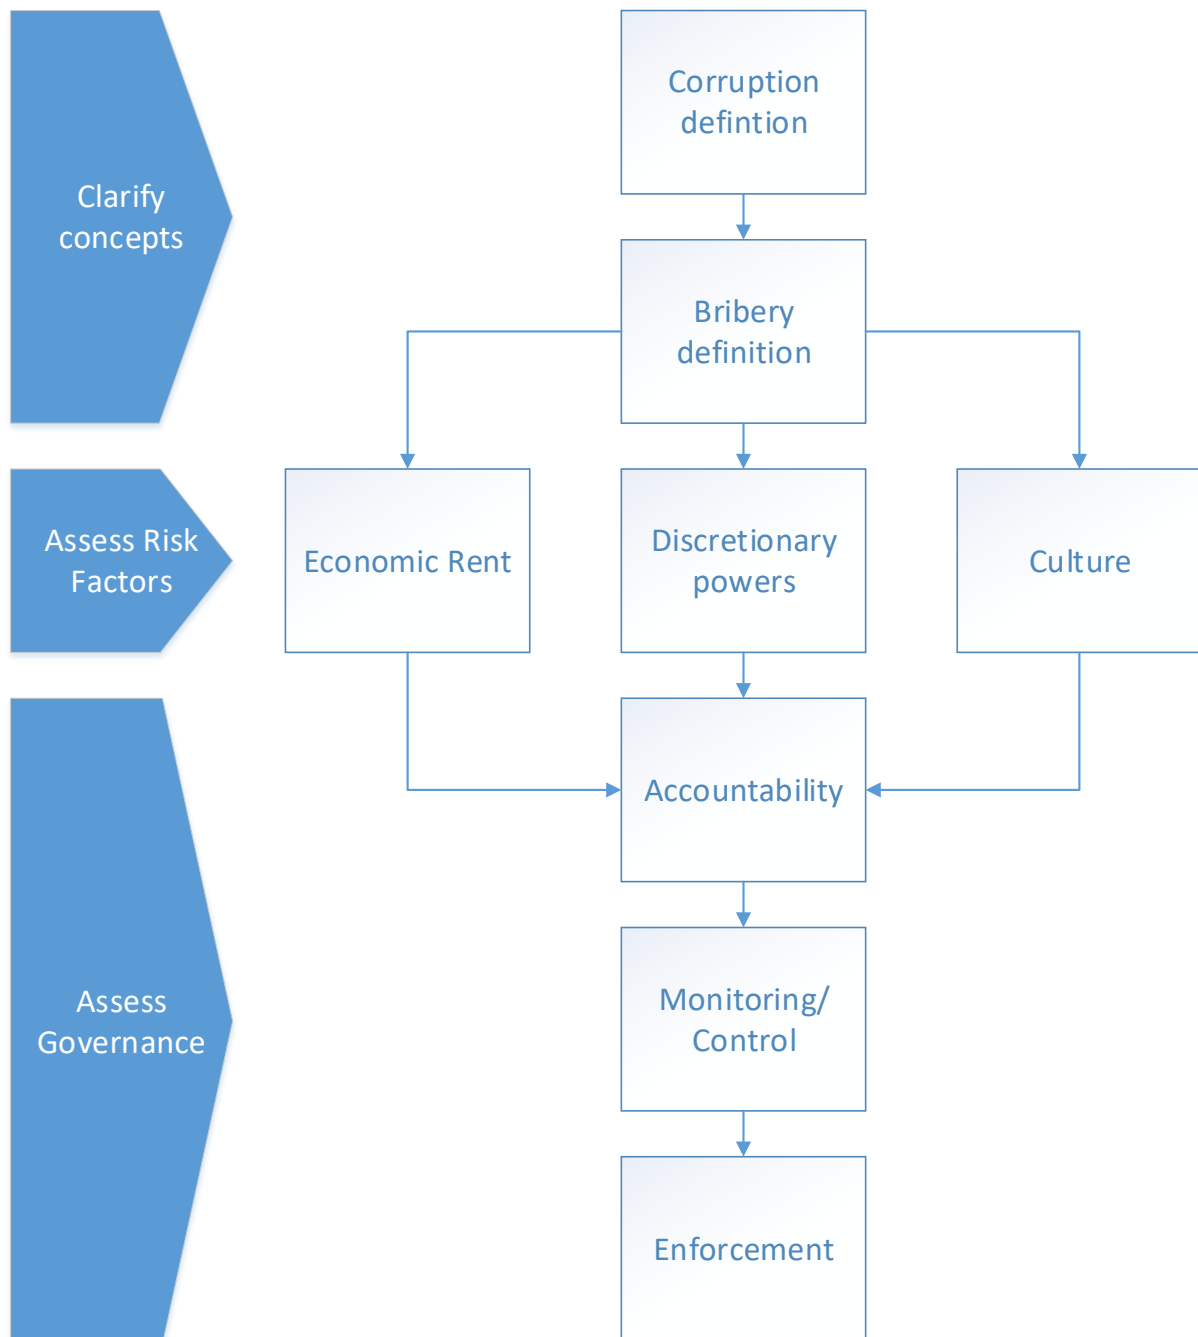 Corruption
defintion
Clarify
concepts
Bribery
definition
Assess Risk
Factors
Economic Rent
Discretionary
powers
Culture
Accountability
Assess
Governance
Monitoring/
Control
Enforcement